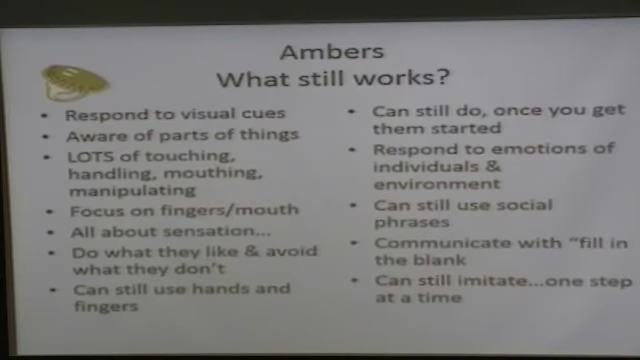 Ambers
What still works?
• Respond to visual cues
• Aware of parts of things
• LOTS of touching,
handling, mouthing,
manipulating
• Focus on fingers/mouth
• All about sensation...
• Do what they like & avoid
what they don't
• Can still use hands and
fingers
• Can still do, once you get
them started
• Respond to emotions of
individuals &
environment
• Can still use social
phrases
• Communicate with "fill in
the blank
• Can still imitate...one step
at a time